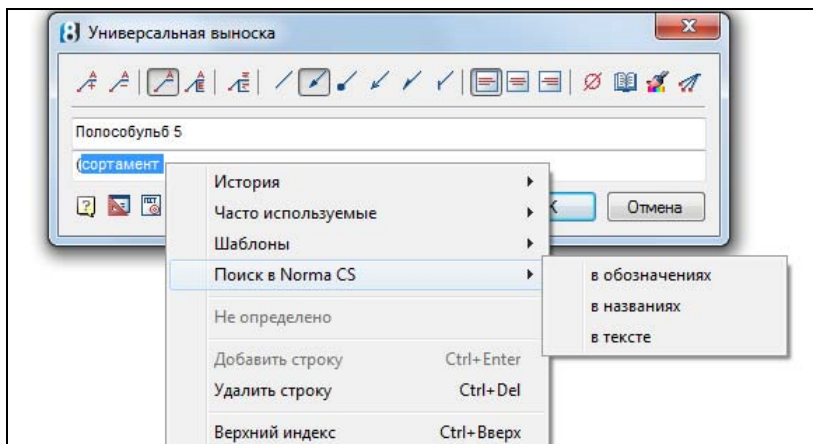 Универсальная выноска
Полособульб 5
(сортамент
История
Часто используемые
Шаблоны
Поиск в Norma CS
Не определено
Добавить строку Ctrl+Enter
Удалить строку Ctrl+Del
Верхний индекс Ctrl+Вверх
в обозначениях
в названиях
в тексте
Отмена